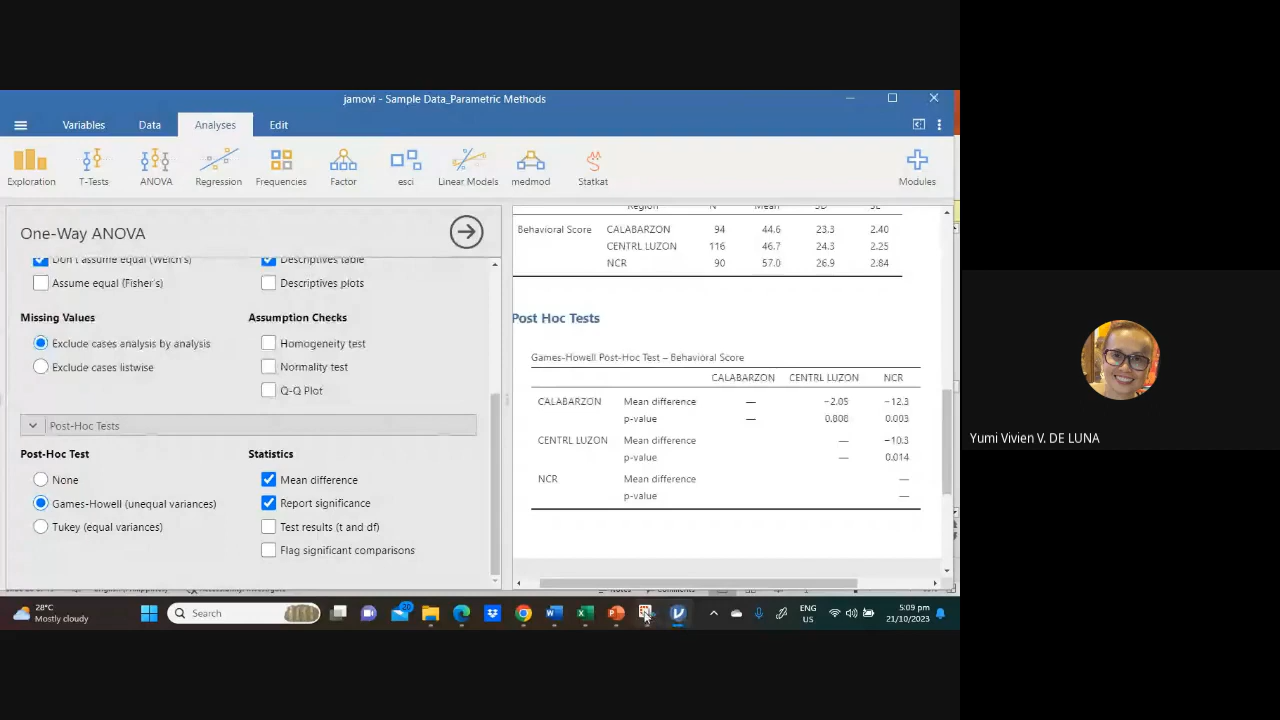 jamovi - Sample Data_Parametric Methods
Variables Data Analyses Edit
Exploration T-Tests ANOVA Regression Frequencies Factor esci Linear Models medmod Statkat Modules
One-Way ANOVA
Don't assume equal (Welch's) Descriptives table
Assume equal (Fisher's) Descriptives plots
Missing Values Assumption Checks
Exclude cases analysis by analysis Homogeneity test
Exclude cases listwise Normality test
Q-Q Plot
Post-Hoc Tests
Post-Hoc Test Statistics
None Mean difference
Games-Howell (unequal variances) Report significance
Tukey (equal variances) Test results (t and df)
Flag significant comparisons
Region N Mean SD SE
Behavioral Score CALABARZON 94 44.6 23.3 2.40
CENTRL LUZON 116 46.7 24.3 2.25
NCR 90 57.0 26.9 2.84
Post Hoc Tests
Games-Howell Post-Hoc Test – Behavioral Score
CALABARZON CENTRL LUZON NCR
CALABARZON Mean difference — −2.05 −12.3
p-value — 0.808 0.003
CENTRL LUZON Mean difference — −10.3
p-value — 0.014
NCR Mean difference —
p-value —
Yumi Vivien V. DE LUNA
28°C
Mostly cloudy
Search
ENG
US
5:09 pm
21/10/2023